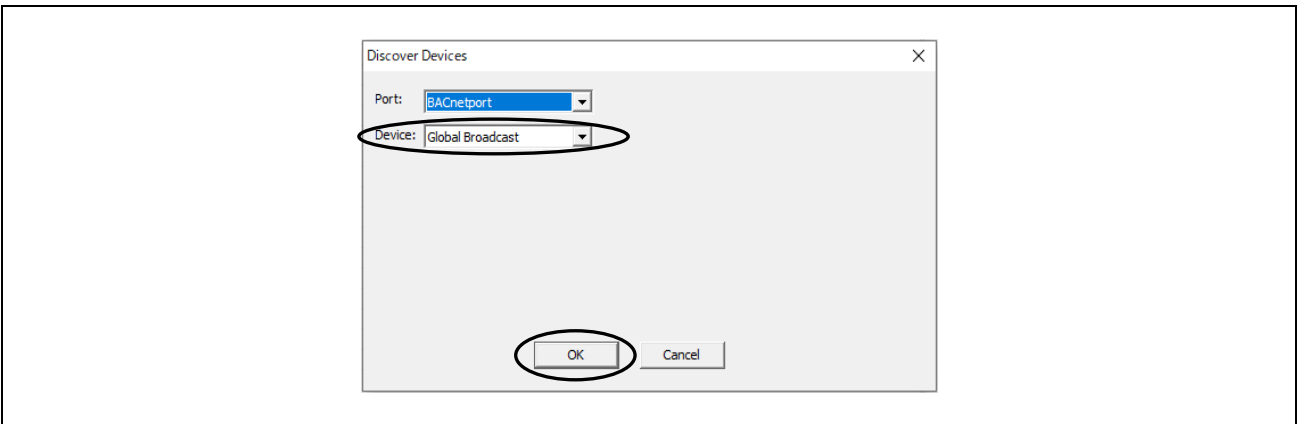 Discover Devices
Port: BACnetport
Device: Global Broadcast
OK Cancel